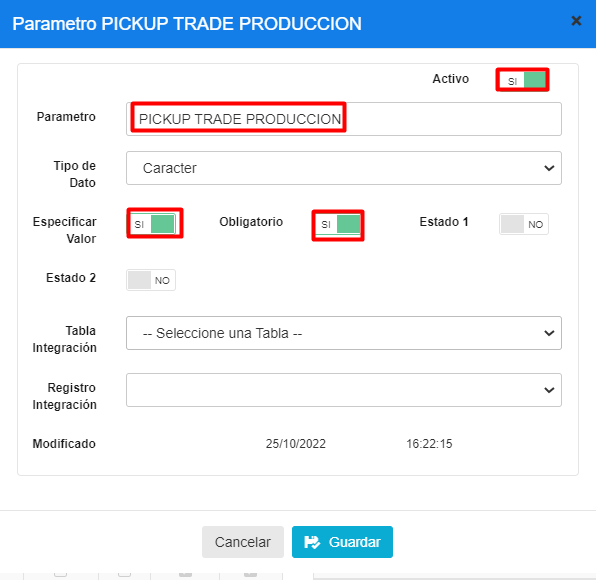 Parametro PICKUP TRADE PRODUCCION
×
Activo SI
Parametro PICKUP TRADE PRODUCCION
Tipo de Dato Caracter
Especificar Valor SI Obligatorio SI Estado 1 NO
Estado 2 NO
Tabla Integración -- Seleccione una Tabla --
Registro Integración
Modificado 25/10/2022 16:22:15
Cancelar Guardar